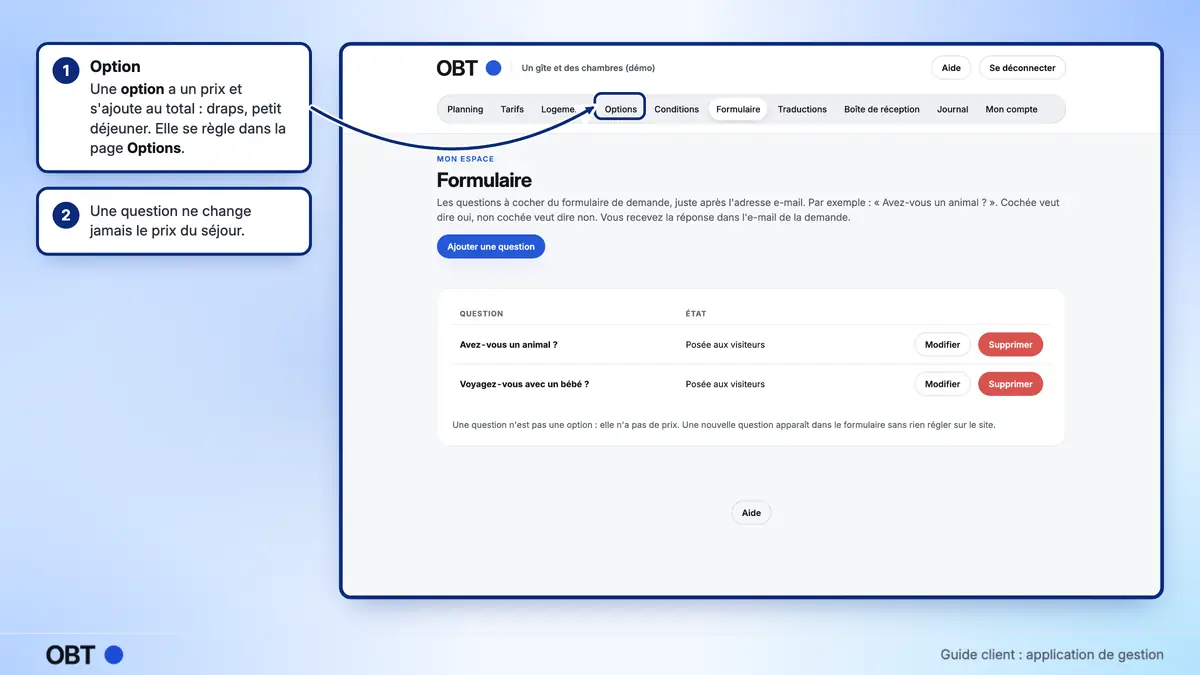 1
Option
Une option a un prix et
s'ajoute au total : draps, petit
déjeuner. Elle se règle dans la
page Options.
2
Une question ne change
jamais le prix du séjour.
OBT
Un gîte et des chambres (démo)
Aide
Se déconnecter
Planning
Tarifs
Logeme
Options
Conditions
Formulaire
Traductions
Boîte de réception
Journal
Mon compte
MON ESPACE
Formulaire
Les questions à cocher du formulaire de demande, juste après l'adresse e-mail. Par exemple : « Avez-vous un animal ? ». Cochée veut
dire oui, non cochée veut dire non. Vous recevez la réponse dans l'e-mail de la demande.
Ajouter une question
QUESTION
ÉTAT
Avez-vous un animal ?
Posée aux visiteurs
Modifier
Supprimer
Voyagez-vous avec un bébé ?
Posée aux visiteurs
Modifier
Supprimer
Une question n'est pas une option : elle n'a pas de prix. Une nouvelle question apparaît dans le formulaire sans rien régler sur le site.
Aide
OBT
Guide client : application de gestion